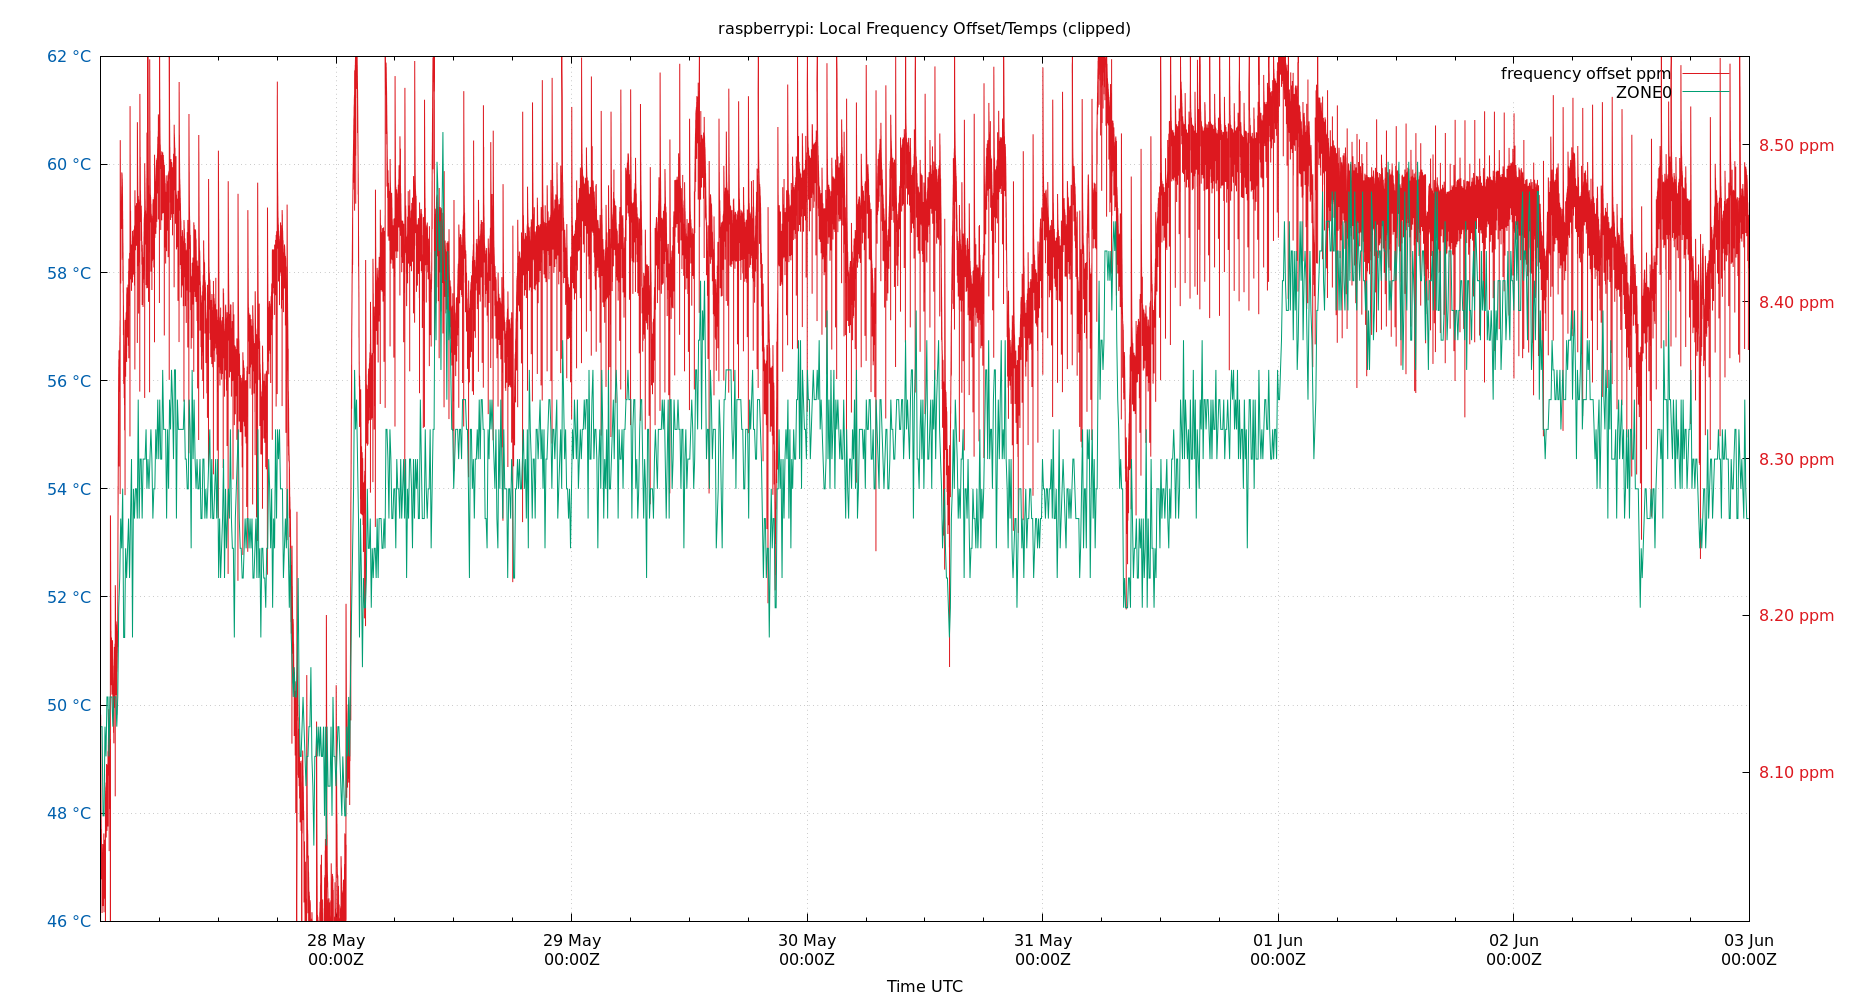 raspberrypi: Local Frequency Offset/Temps (clipped)
62 °C
60 °C
58 °C
56 °C
54 °C
52 °C
50 °C
48 °C
46 °C
frequency offset ppm
ZONE0
8.50 ppm
8.40 ppm
8.30 ppm
8.20 ppm
8.10 ppm
28 May
00:00Z
29 May
00:00Z
30 May
00:00Z
31 May
00:00Z
01 Jun
00:00Z
02 Jun
00:00Z
03 Jun
00:00Z
Time UTC